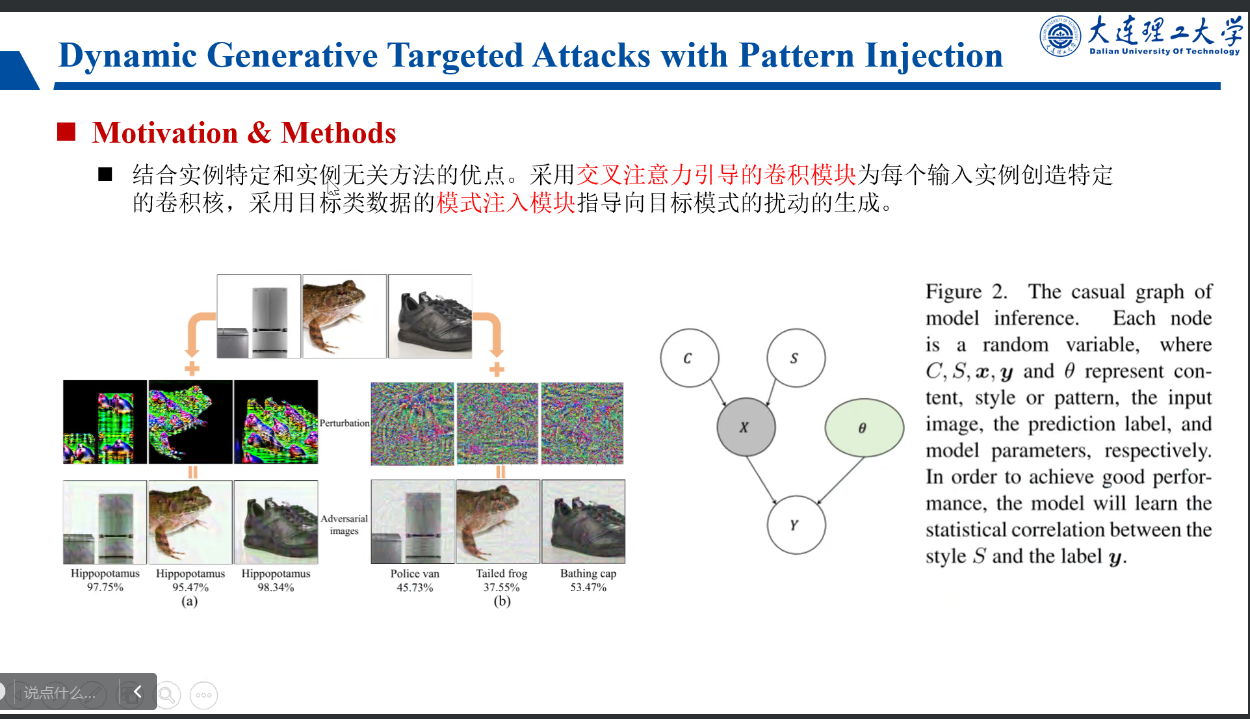 大连理工大学
Dalian University Of Technology
Dynamic Generative Targeted Attacks with Pattern Injection
Motivation & Methods
结合实例特定和实例无关方法的优点。采用交叉注意力引导的卷积模块为每个输入实例创造特定
的卷积核，采用目标类数据的模式注入模块指导向目标模式的扰动的生成。
Perturbation
Adversarial
images
Hippopotamus Hippopotamus Hippopotamus
97.75% 95.47% 98.34%
(a)
Police van Tailed frog Bathing cap
45.73% 37.55% 53.47%
(b)
C S
X θ
Y
Figure 2. The casual graph of
model inference. Each node
is a random variable, where
C, S, x, y and θ represent con-
tent, style or pattern, the input
image, the prediction label, and
model parameters, respectively.
In order to achieve good perfor-
mance, the model will learn the
statistical correlation between the
style S and the label y.
说点什么...